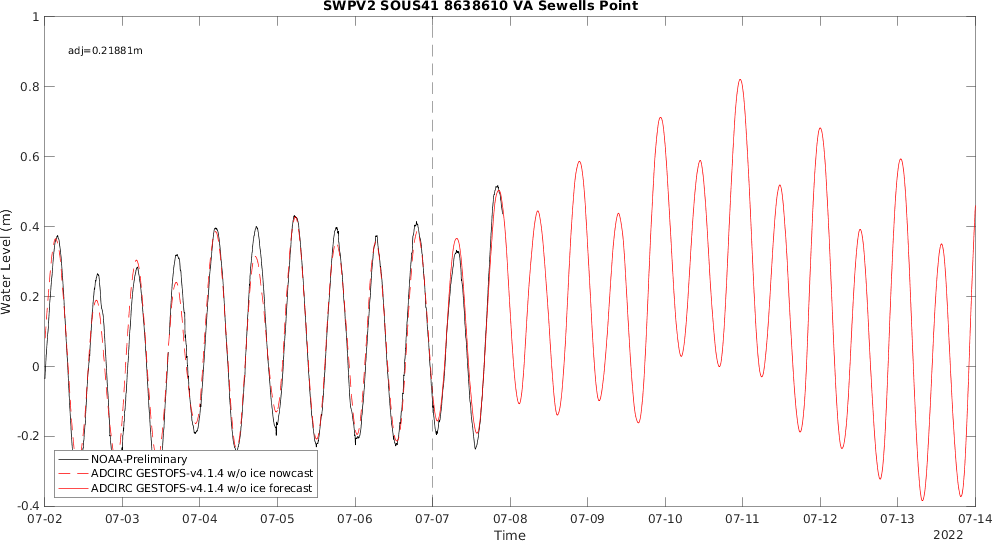 SWPV2 SOUS41 8638610 VA Sewells Point
adj=0.21881m
Water Level (m)
1
0.8
0.6
0.4
0.2
0
-0.2
-0.4
NOAA-Preliminary
ADCIRC GESTOFS-v4.1.4 w/o ice nowcast
ADCIRC GESTOFS-v4.1.4 w/o ice forecast
07-02 07-03 07-04 07-05 07-06 07-07 07-08 07-09 07-10 07-11 07-12 07-13 07-14
Time
2022